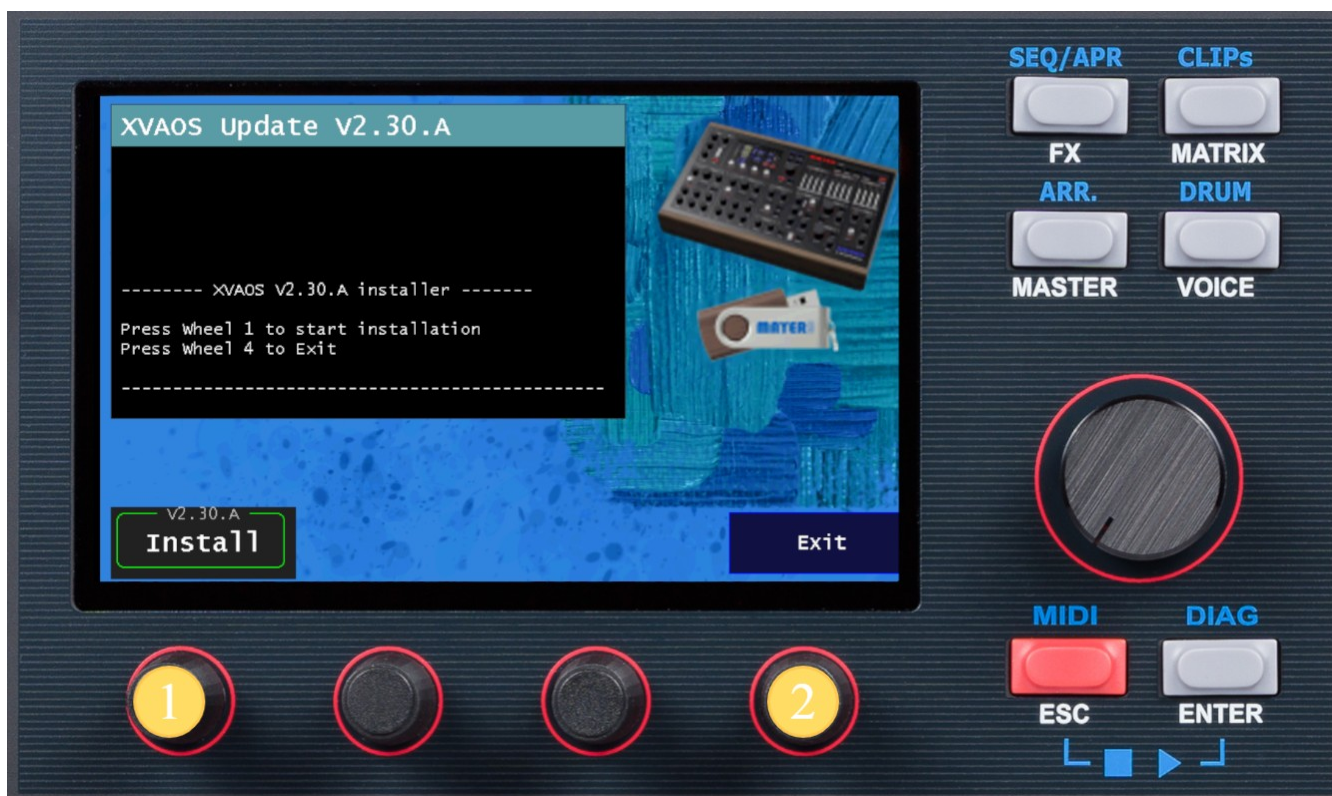 SEQ/APR CLIPs
FX MATRIX
ARR. DRUM
MASTER VOICE
XVAOS Update V2.30.A
-------- XVAOS V2.30.A installer -------
Press Wheel 1 to start installation
Press Wheel 4 to Exit
-----------------------------------------------
MAYER
V2.30.A
Install
Exit
MIDI DIAG
ESC ENTER
1
2